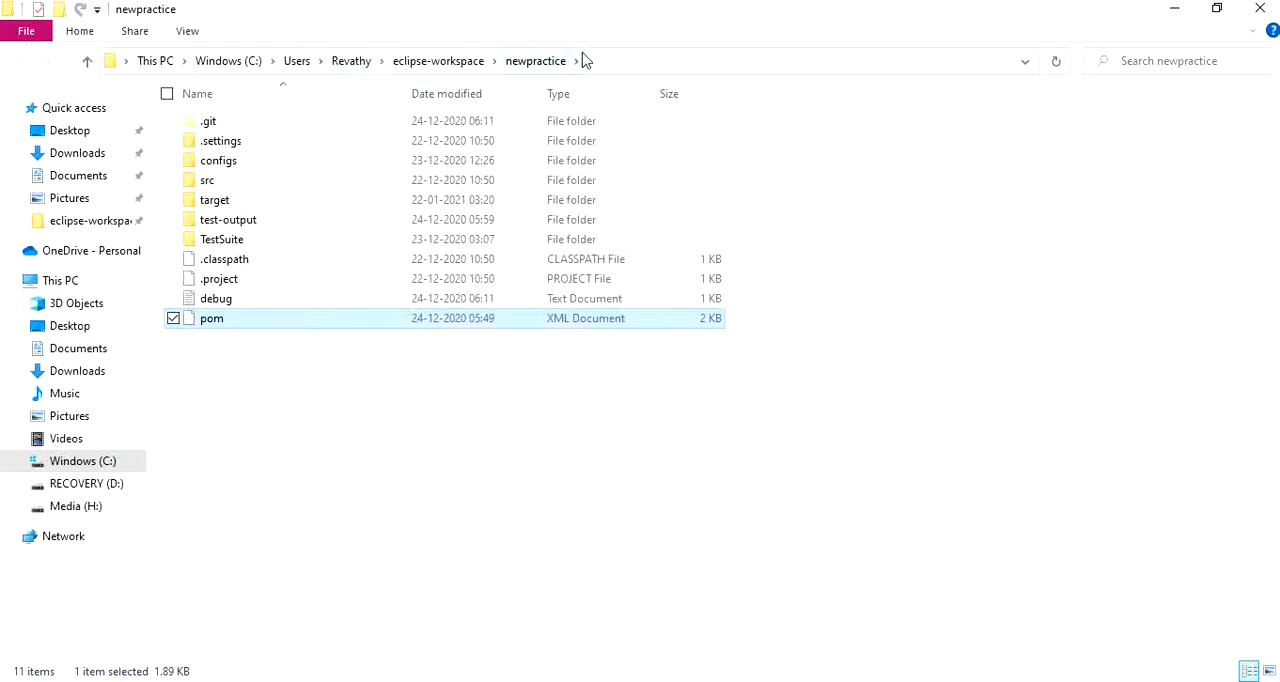 newpractice
File Home Share View
This PC › Windows (C:) › Users › Revathy › eclipse-workspace › newpractice ›
Search newpractice
Name Date modified Type Size
.git 24-12-2020 06:11 File folder
.settings 22-12-2020 10:50 File folder
configs 23-12-2020 12:26 File folder
src 22-12-2020 10:50 File folder
target 22-01-2021 03:20 File folder
test-output 24-12-2020 05:59 File folder
TestSuite 23-12-2020 03:07 File folder
.classpath 22-12-2020 10:50 CLASSPATH File 1 KB
.project 22-12-2020 10:50 PROJECT File 1 KB
debug 24-12-2020 06:11 Text Document 1 KB
pom 24-12-2020 05:49 XML Document 2 KB
Quick access
Desktop
Downloads
Documents
Pictures
eclipse-workspa
OneDrive - Personal
This PC
3D Objects
Desktop
Documents
Downloads
Music
Pictures
Videos
Windows (C:)
RECOVERY (D:)
Media (H:)
Network
11 items 1 item selected 1.89 KB